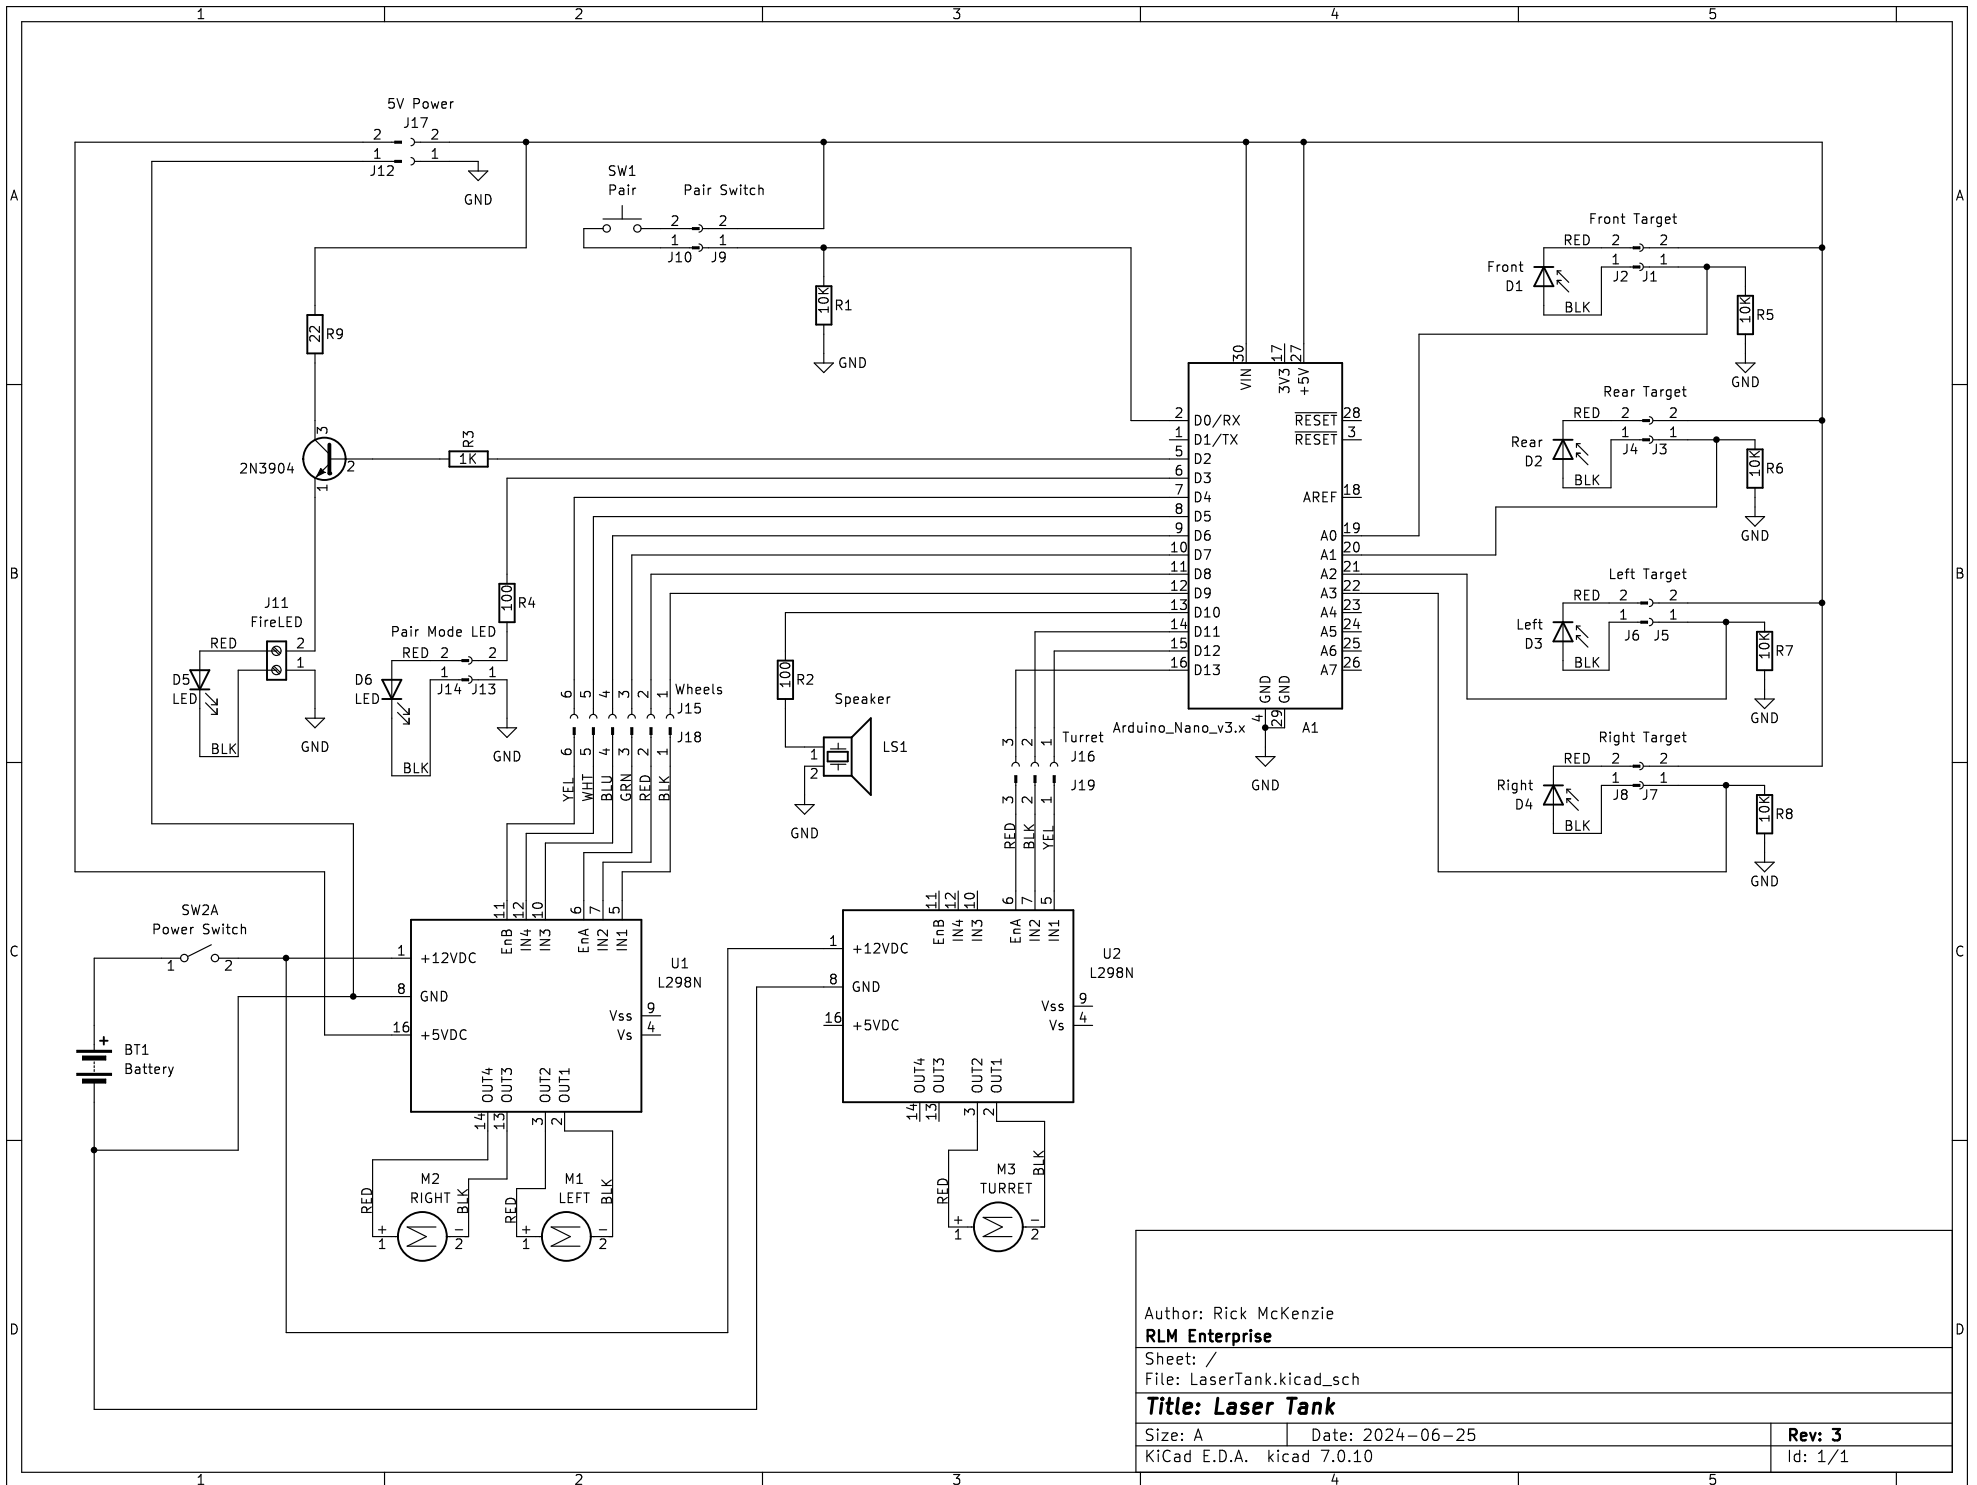 1 2 3 4 5
A A
B B
C C
D D
5V Power
J17
2 2
1 1
J12
GND
SW1
Pair
Pair Switch
2 2
1 1
J10 J9
10K
R1
GND
22
R9
3
2N3904
2
1
R3
1K
J11
FireLED
RED
2
1
D5
LED
BLK
GND
100
R4
Pair Mode LED
RED 2 2
1 1
J14 J13
D6
LED
BLK
GND
6 5 4 3 2 1
Wheels
J15
J18
6 5 4 3 2 1
YEL WHT BLU GRN RED BLK
100
R2
Speaker
1
2
LS1
GND
3 2 1
Turret
J16
J19
3 2 1
RED BLK YEL
30 17 27
VIN 3V3 +5V
2 D0/RX
1 D1/TX
5 D2
6 D3
7 D4
8 D5
9 D6
10 D7
11 D8
12 D9
13 D10
14 D11
15 D12
16 D13
RESET 28
RESET 3
AREF 18
A0 19
A1 20
A2 21
A3 22
A4 23
A5 24
A6 25
A7 26
GND GND
4 29
Arduino_Nano_v3.x
A1
GND
Front Target
RED 2 2
1 1
J2 J1
Front
D1
BLK
10K
R5
GND
Rear Target
RED 2 2
1 1
J4 J3
Rear
D2
BLK
10K
R6
GND
Left Target
RED 2 2
1 1
J6 J5
Left
D3
BLK
10K
R7
GND
Right Target
RED 2 2
1 1
J8 J7
Right
D4
BLK
10K
R8
GND
SW2A
Power Switch
1 2
+
BT1
Battery
11 12 10 6 7 5
EnB IN4 IN3 EnA IN2 IN1
1 +12VDC
8 GND
16 +5VDC
U1
L298N
Vss 9
Vs 4
OUT4 OUT3 OUT2 OUT1
14 13 3 2
M2
RIGHT
RED
BLK
+ -
1 2
M1
LEFT
RED
BLK
+ -
1 2
11 12 10 6 7 5
EnB IN4 IN3 EnA IN2 IN1
1 +12VDC
8 GND
16 +5VDC
U2
L298N
Vss 9
Vs 4
OUT4 OUT3 OUT2 OUT1
14 13 3 2
M3
TURRET
RED
BLK
+ -
1 2
Author: Rick McKenzie
RLM Enterprise
Sheet: /
File: LaserTank.kicad_sch
Title: Laser Tank
Size: A Date: 2024-06-25 Rev: 3
KiCad E.D.A. kicad 7.0.10 Id: 1/1
1 2 3 4 5